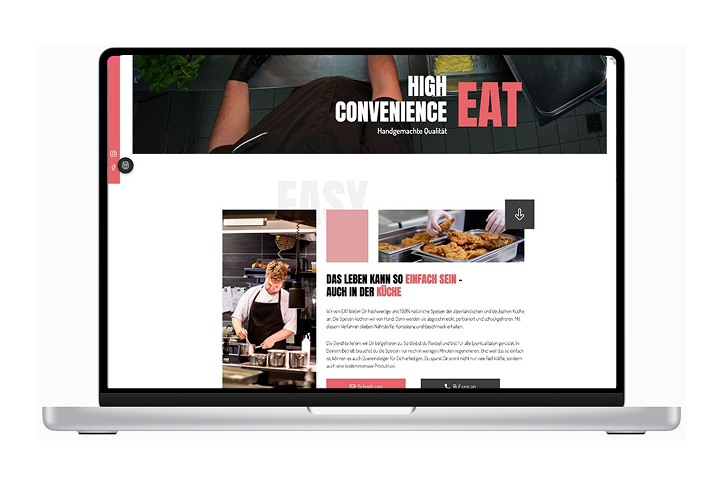 HIGH
CONVENIENCE
EAT
Handgemachte Qualität
EASY
DAS LEBEN KANN SO EINFACH SEIN –
AUCH IN DER KÜCHE
Wir von EAT bieten Dir hochwertige und 100% natürliche Speisen der alpenländischen und deutschen Küche
an. Die Speisen kochen wir von Hand. Dann werden sie abgeschmeckt, portioniert und schockgefroren. Mit
diesem Verfahren bleiben Nährstoffe, Konsistenz und Geschmack erhalten.
Die Gerichte liefern wir Dir tiefgefroren zu. So bleibst du flexibel und bist für alle Eventualitäten gerüstet. In
Deinem Betrieb brauchst du die Speisen nur noch in wenigen Minuten regenerieren. Und weil das so einfach
ist, können es auch Quereinsteiger für Dich erledigen. Du sparst Dir somit nicht nur rare Fachkräfte, sondern
auch eine kostenintensive Produktion.
Schreib uns
Ruf uns an